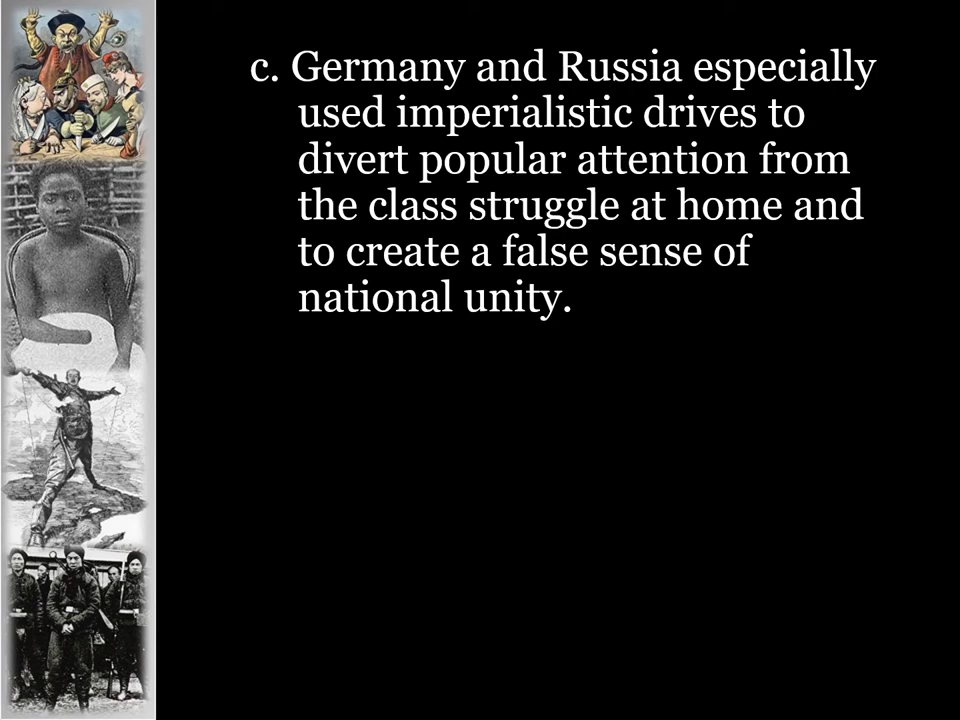 c. Germany and Russia especially
used imperialistic drives to
divert popular attention from
the class struggle at home and
to create a false sense of
national unity.